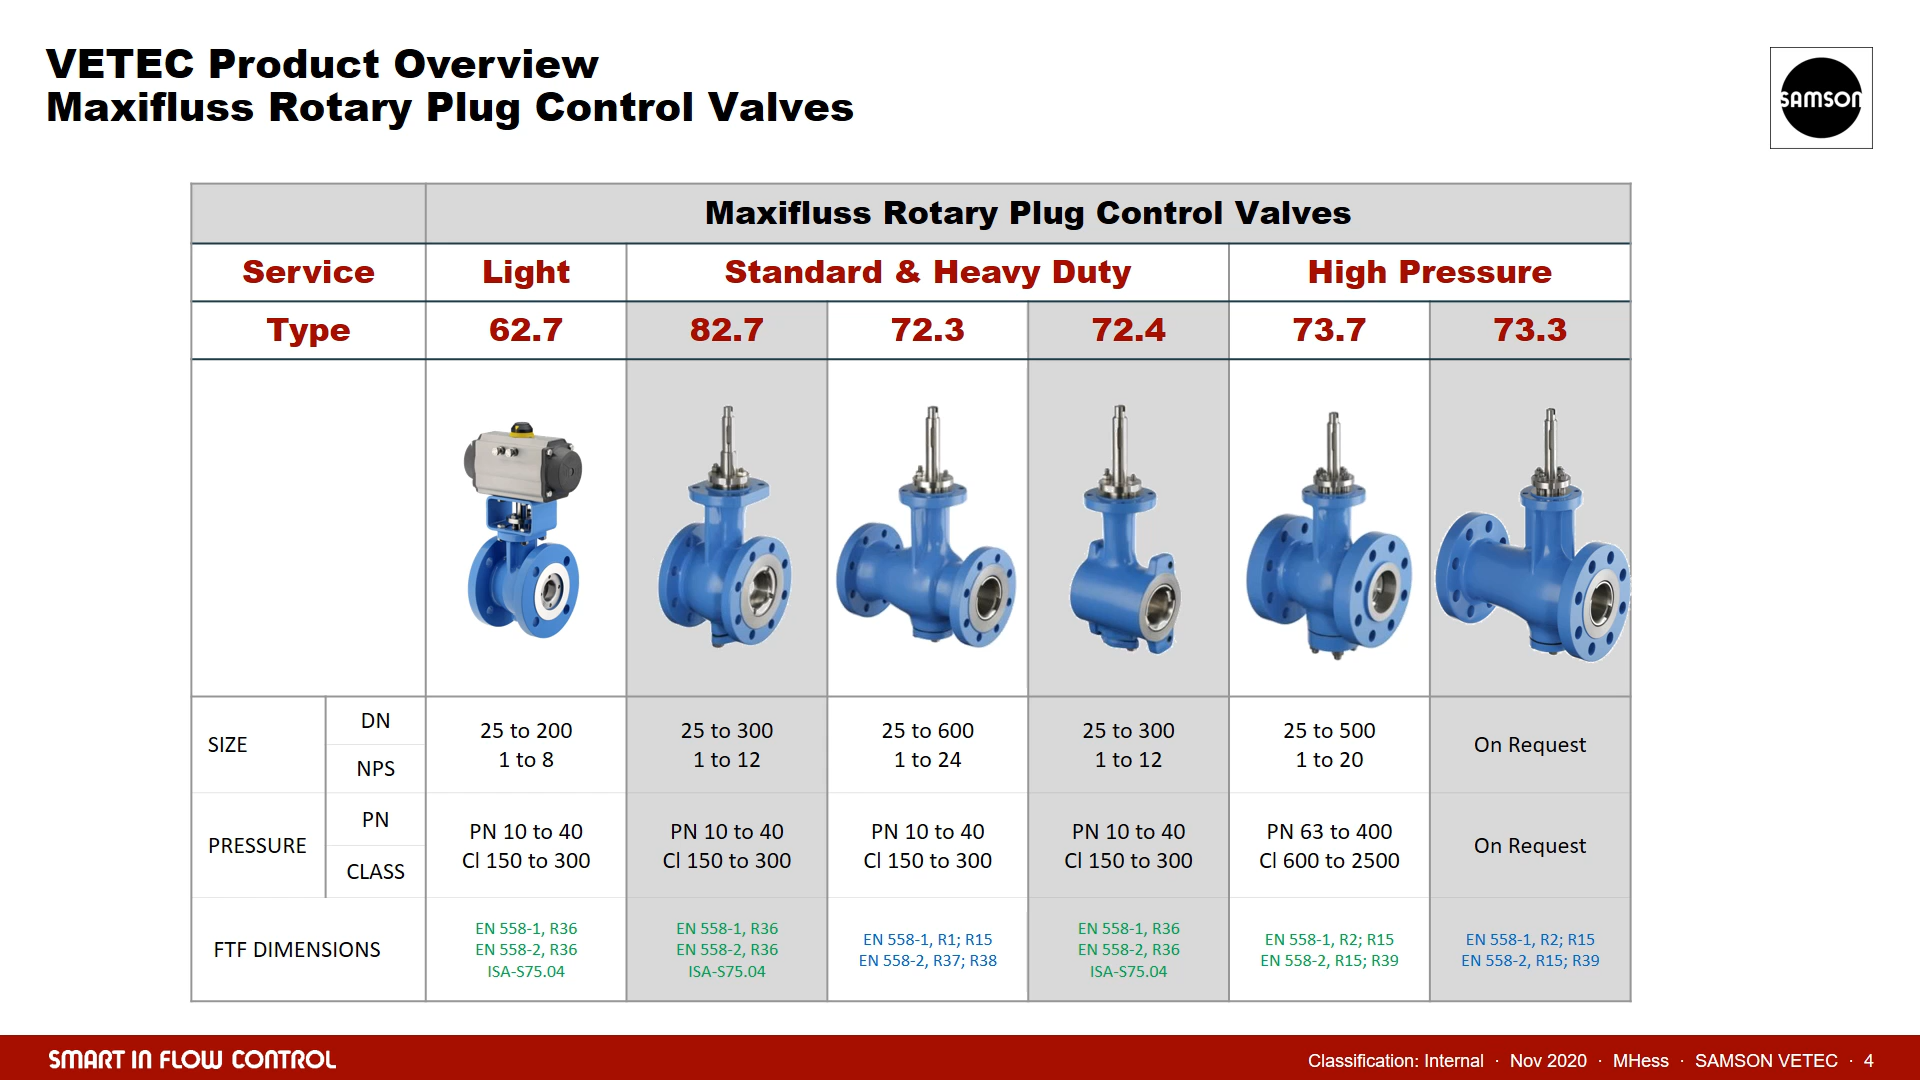 VETEC Product Overview
Maxifluss Rotary Plug Control Valves
SAMSON
Maxifluss Rotary Plug Control Valves
Service Light Standard & Heavy Duty High Pressure
Type 62.7 82.7 72.3 72.4 73.7 73.3
SIZE
DN
NPS
25 to 200
1 to 8
25 to 300
1 to 12
25 to 600
1 to 24
25 to 300
1 to 12
25 to 500
1 to 20
On Request
PRESSURE
PN
CLASS
PN 10 to 40
Cl 150 to 300
PN 10 to 40
Cl 150 to 300
PN 10 to 40
Cl 150 to 300
PN 10 to 40
Cl 150 to 300
PN 63 to 400
Cl 600 to 2500
On Request
FTF DIMENSIONS
EN 558-1, R36
EN 558-2, R36
ISA-S75.04
EN 558-1, R36
EN 558-2, R36
ISA-S75.04
EN 558-1, R1; R15
EN 558-2, R37; R38
EN 558-1, R36
EN 558-2, R36
ISA-S75.04
EN 558-1, R2; R15
EN 558-2, R15; R39
EN 558-1, R2; R15
EN 558-2, R15; R39
SMART IN FLOW CONTROL
Classification: Internal · Nov 2020 · MHess · SAMSON VETEC · 4